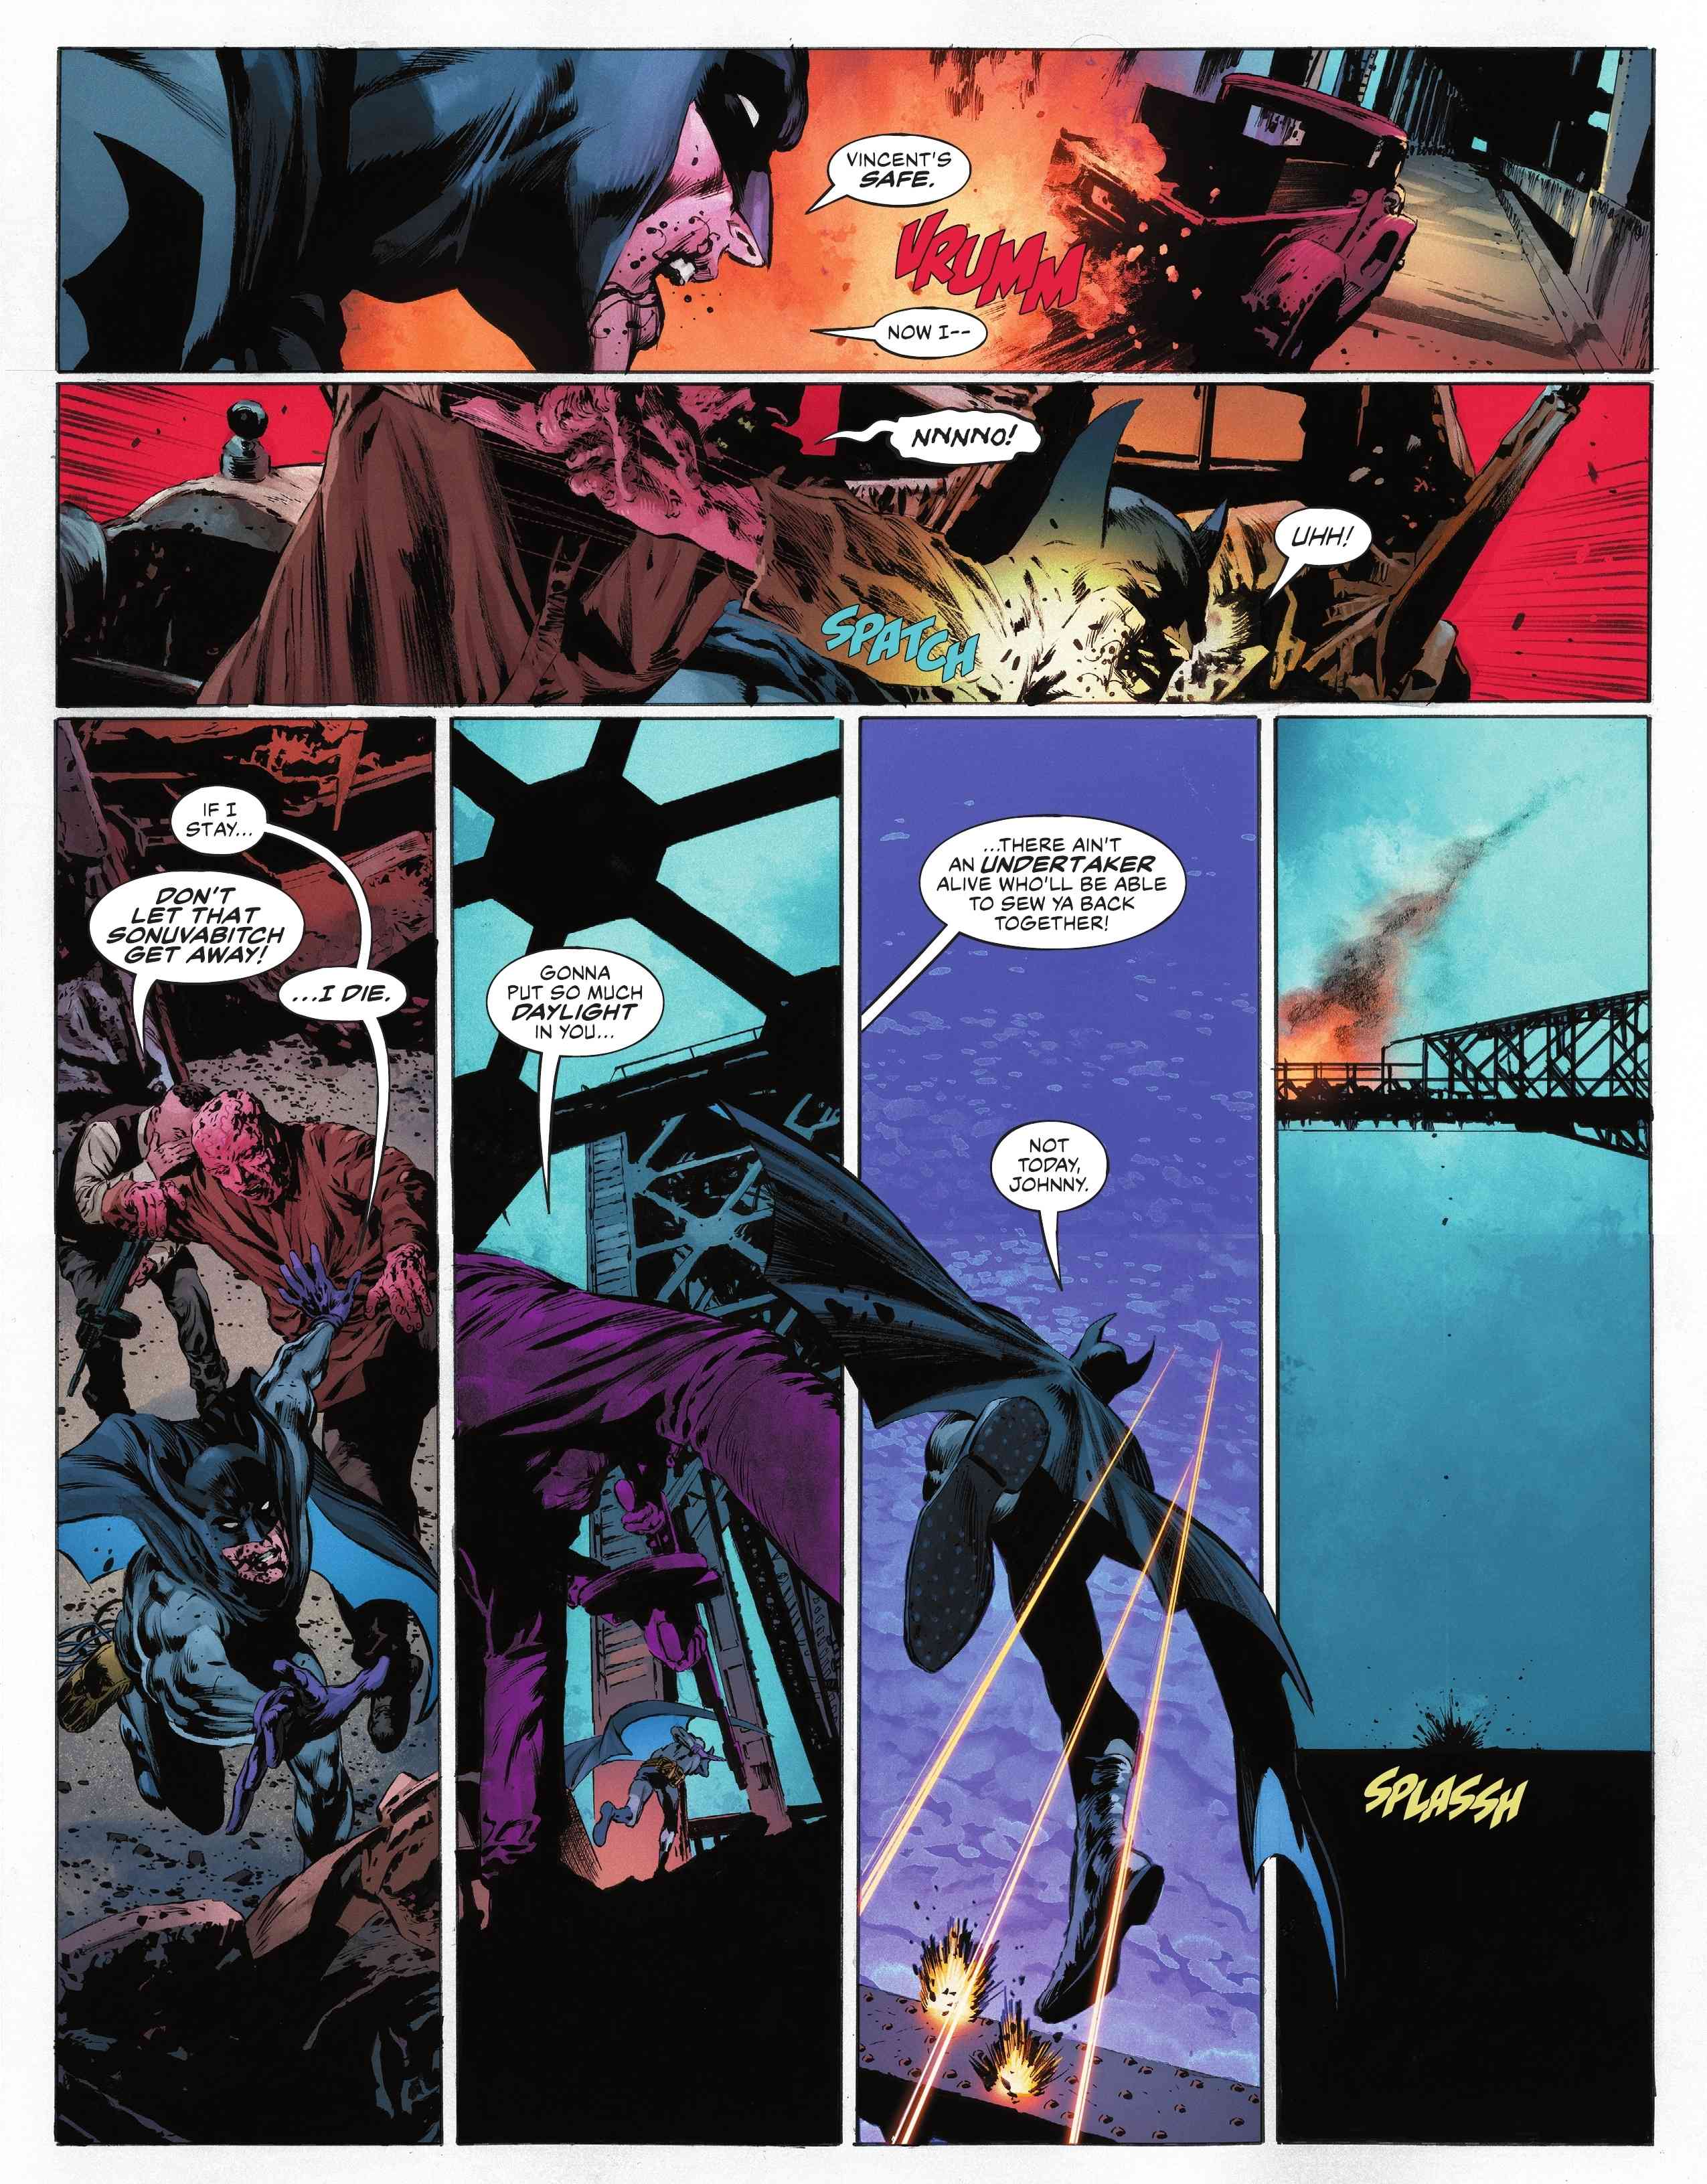 VINCENT'S
SAFE.
VRUMM
NOW I--
NNNNO!
UHH!
SPATCH
IF I
STAY...
DON'T
LET THAT
SONUVABITCH
GET AWAY!
...I DIE.
GONNA
PUT SO MUCH
DAYLIGHT
IN YOU...
...THERE AIN'T
AN UNDERTAKER
ALIVE WHO'LL BE ABLE
TO SEW YA BACK
TOGETHER!
NOT
TODAY,
JOHNNY.
SPLASSH